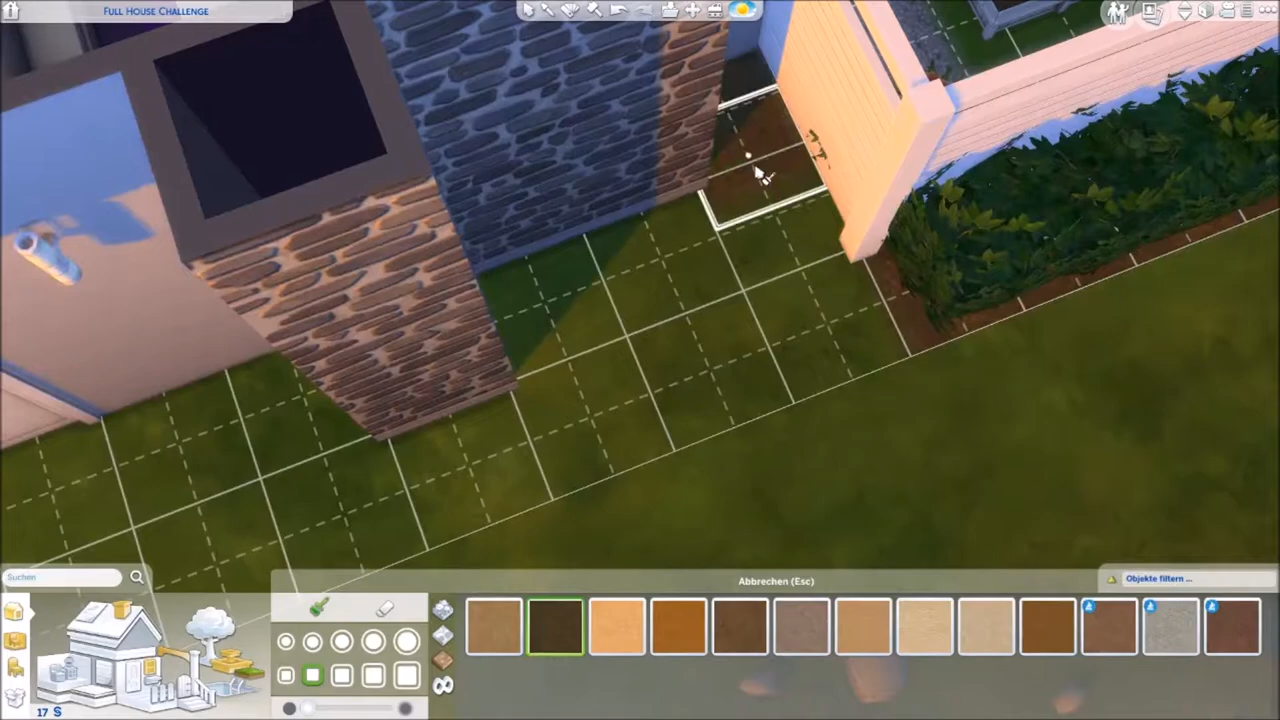 FULL HOUSE CHALLENGE
Suchen
Abbrechen (Esc)
Objekte filtern ...
17 $